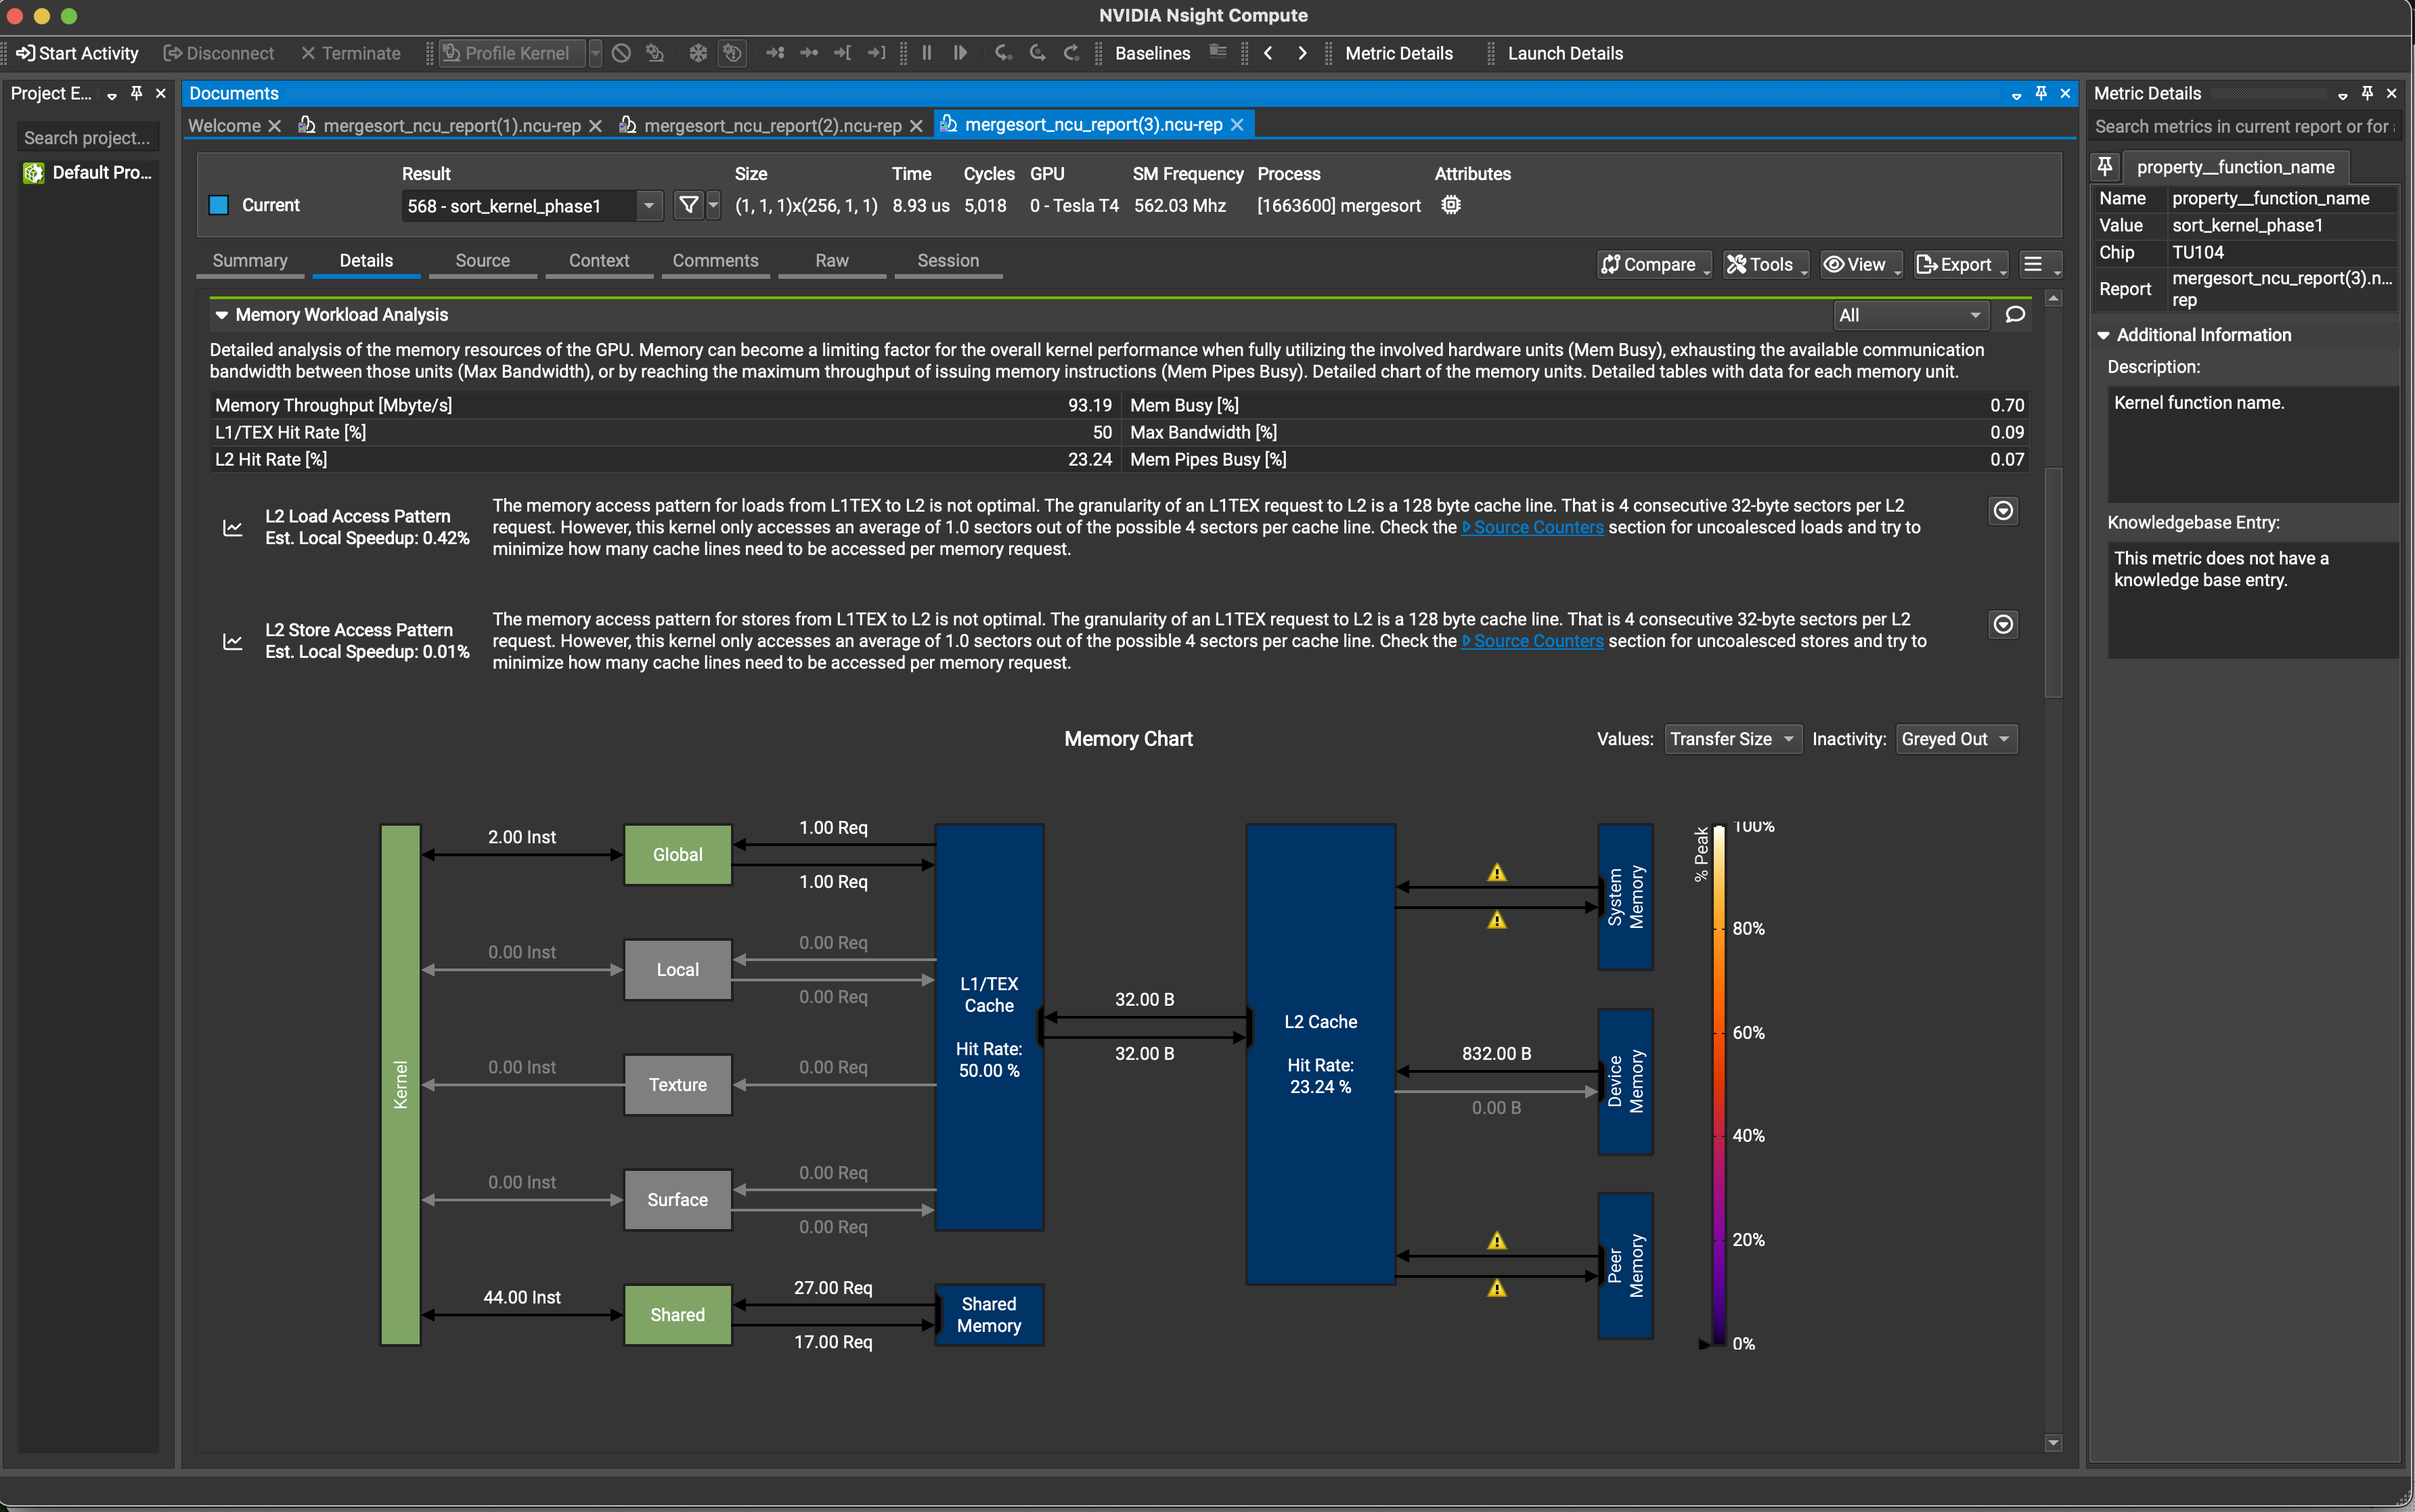 NVIDIA Nsight Compute
Start Activity Disconnect Terminate Profile Kernel Baselines Metric Details Launch Details
Project E...
Search project...
Default Pro...
Documents
Welcome mergesort_ncu_report(1).ncu-rep mergesort_ncu_report(2).ncu-rep mergesort_ncu_report(3).ncu-rep
Result Size Time Cycles GPU SM Frequency Process Attributes
Current 568 - sort_kernel_phase1 (1, 1, 1)x(256, 1, 1) 8.93 us 5,018 0 - Tesla T4 562.03 Mhz [1663600] mergesort
Summary Details Source Context Comments Raw Session Compare Tools View Export
Memory Workload Analysis All
Detailed analysis of the memory resources of the GPU. Memory can become a limiting factor for the overall kernel performance when fully utilizing the involved hardware units (Mem Busy), exhausting the available communication
bandwidth between those units (Max Bandwidth), or by reaching the maximum throughput of issuing memory instructions (Mem Pipes Busy). Detailed chart of the memory units. Detailed tables with data for each memory unit.
Memory Throughput [Mbyte/s] 93.19 Mem Busy [%] 0.70
L1/TEX Hit Rate [%] 50 Max Bandwidth [%] 0.09
L2 Hit Rate [%] 23.24 Mem Pipes Busy [%] 0.07
L2 Load Access Pattern
Est. Local Speedup: 0.42%
The memory access pattern for loads from L1TEX to L2 is not optimal. The granularity of an L1TEX request to L2 is a 128 byte cache line. That is 4 consecutive 32-byte sectors per L2
request. However, this kernel only accesses an average of 1.0 sectors out of the possible 4 sectors per cache line. Check the Source Counters section for uncoalesced loads and try to
minimize how many cache lines need to be accessed per memory request.
L2 Store Access Pattern
Est. Local Speedup: 0.01%
The memory access pattern for stores from L1TEX to L2 is not optimal. The granularity of an L1TEX request to L2 is a 128 byte cache line. That is 4 consecutive 32-byte sectors per L2
request. However, this kernel only accesses an average of 1.0 sectors out of the possible 4 sectors per cache line. Check the Source Counters section for uncoalesced stores and try to
minimize how many cache lines need to be accessed per memory request.
Memory Chart
Values: Transfer Size Inactivity: Greyed Out
Kernel
2.00 Inst
Global
1.00 Req
1.00 Req
0.00 Inst
Local
0.00 Req
0.00 Req
0.00 Inst
Texture
0.00 Req
0.00 Inst
Surface
0.00 Req
0.00 Req
44.00 Inst
Shared
27.00 Req
17.00 Req
L1/TEX
Cache
Hit Rate:
50.00 %
Shared
Memory
32.00 B
32.00 B
L2 Cache
Hit Rate:
23.24 %
832.00 B
0.00 B
System
Memory
Device
Memory
Peer
Memory
% Peak
100%
80%
60%
40%
20%
0%
Metric Details
Search metrics in current report or for
property__function_name
Name property__function_name
Value sort_kernel_phase1
Chip TU104
Report mergesort_ncu_report(3).n...
rep
Additional Information
Description:
Kernel function name.
Knowledgebase Entry:
This metric does not have a
knowledge base entry.